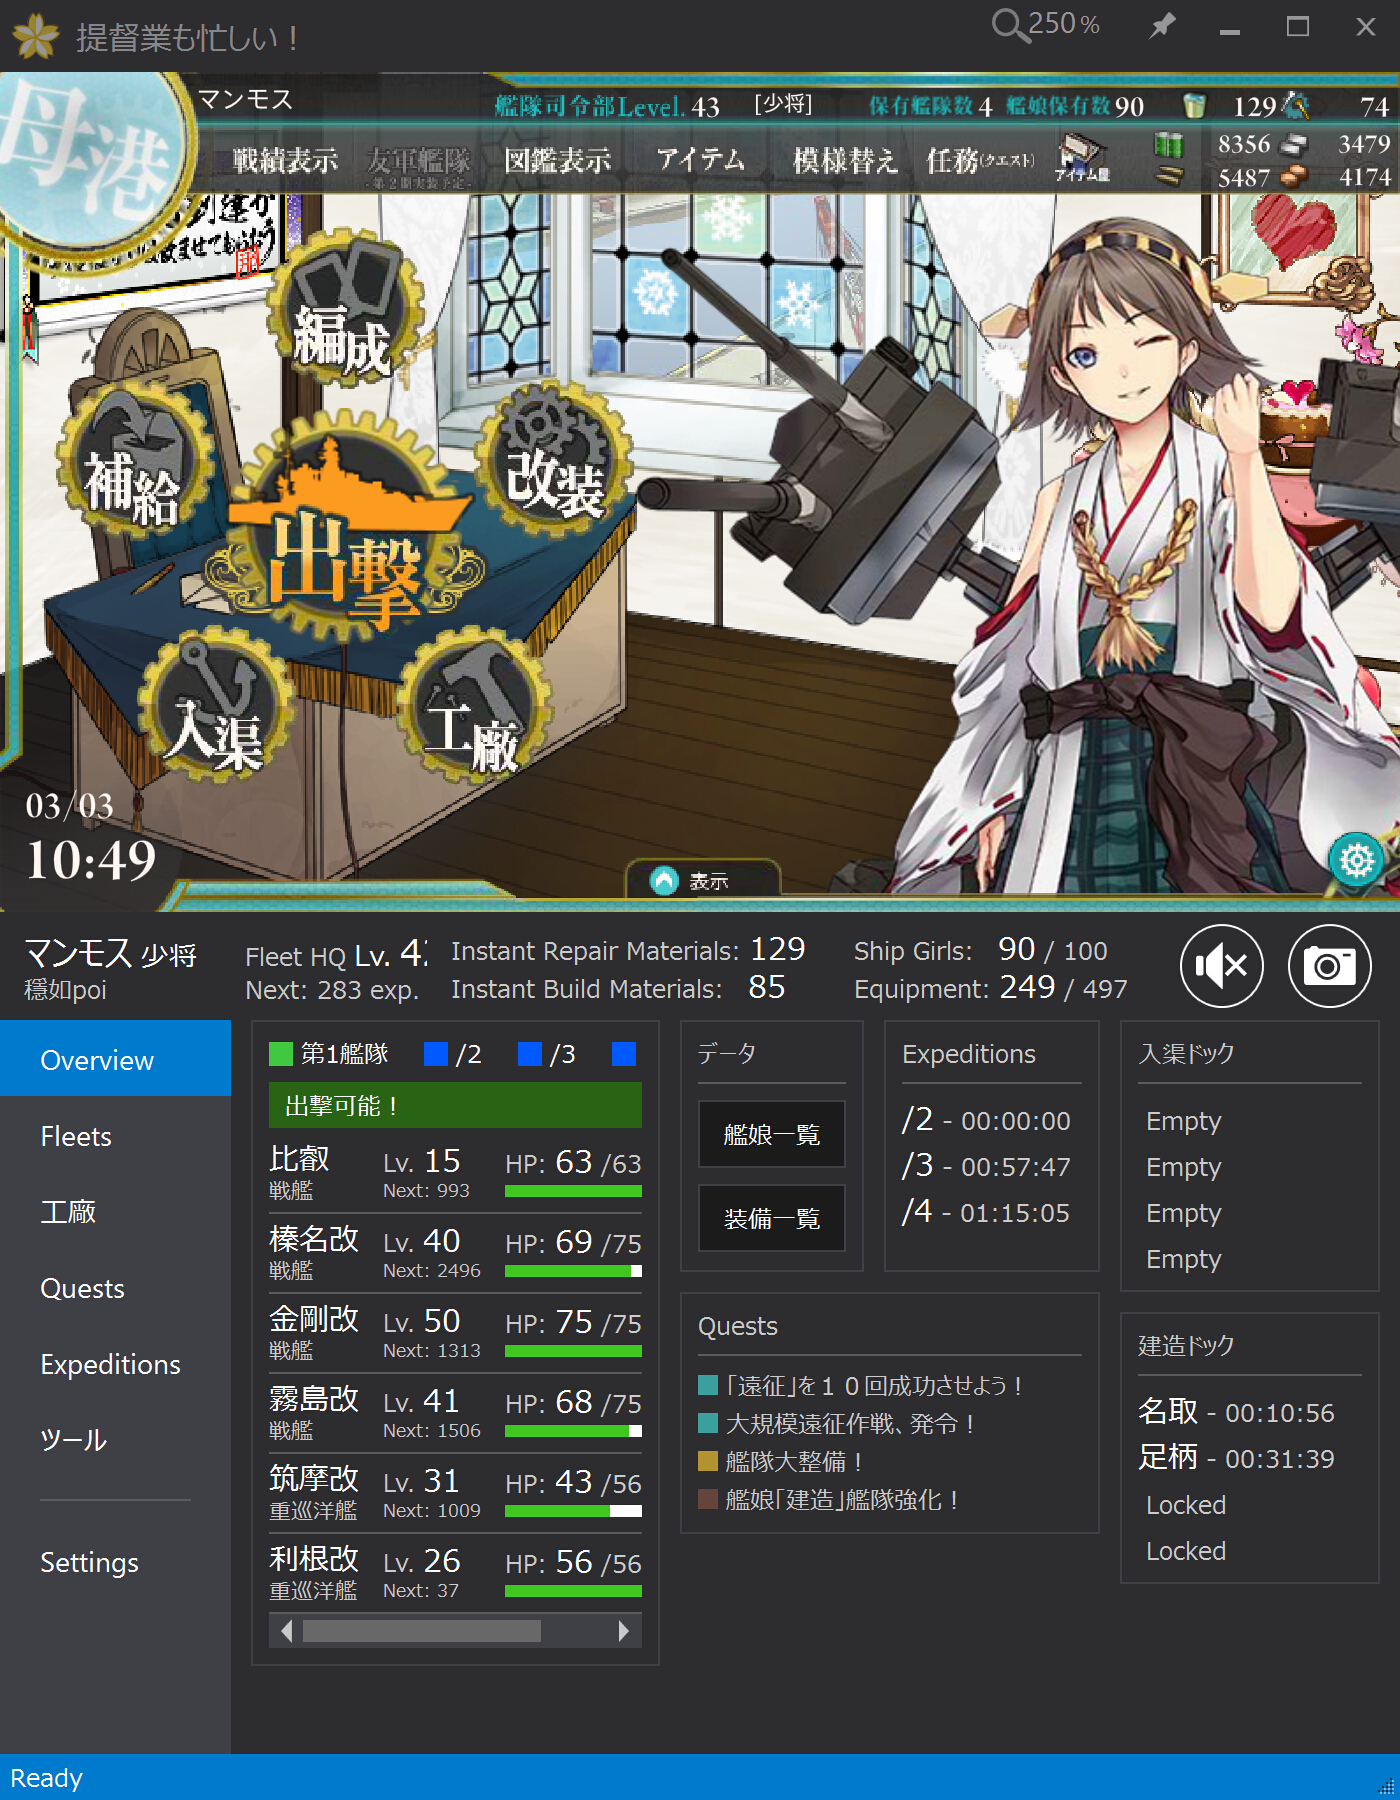 提督業も忙しい！
250%
母港
マンモス
艦隊司令部Level. 43 [少将] 保有艦隊数 4 艦娘保有数 90 129 74
戦績表示 友軍艦隊 図鑑表示 アイテム 模様替え 任務(クエスト) アイテム屋
-第2期実装予定-
8356 3479
5487 4174
編成
補給
改装
出撃
入渠
工廠
03/03
10:49
表示
マンモス 少将
穏如poi
Fleet HQ Lv.
Next: 283 exp.
Instant Repair Materials: 129
Instant Build Materials: 85
Ship Girls: 90 / 100
Equipment: 249 / 497
Overview
Fleets
工廠
Quests
Expeditions
ツール
Settings
第1艦隊 /2 /3
出撃可能！
比叡 Lv. 15 HP: 63 /63
戦艦 Next: 993
榛名改 Lv. 40 HP: 69 /75
戦艦 Next: 2496
金剛改 Lv. 50 HP: 75 /75
戦艦 Next: 1313
霧島改 Lv. 41 HP: 68 /75
戦艦 Next: 1506
筑摩改 Lv. 31 HP: 43 /56
重巡洋艦 Next: 1009
利根改 Lv. 26 HP: 56 /56
重巡洋艦 Next: 37
データ
艦娘一覧
装備一覧
Expeditions
/2 - 00:00:00
/3 - 00:57:47
/4 - 01:15:05
Quests
「遠征」を１０回成功させよう！
大規模遠征作戦、発令！
艦隊大整備！
艦娘「建造」艦隊強化！
入渠ドック
Empty
Empty
Empty
Empty
建造ドック
名取 - 00:10:56
足柄 - 00:31:39
Locked
Locked
Ready